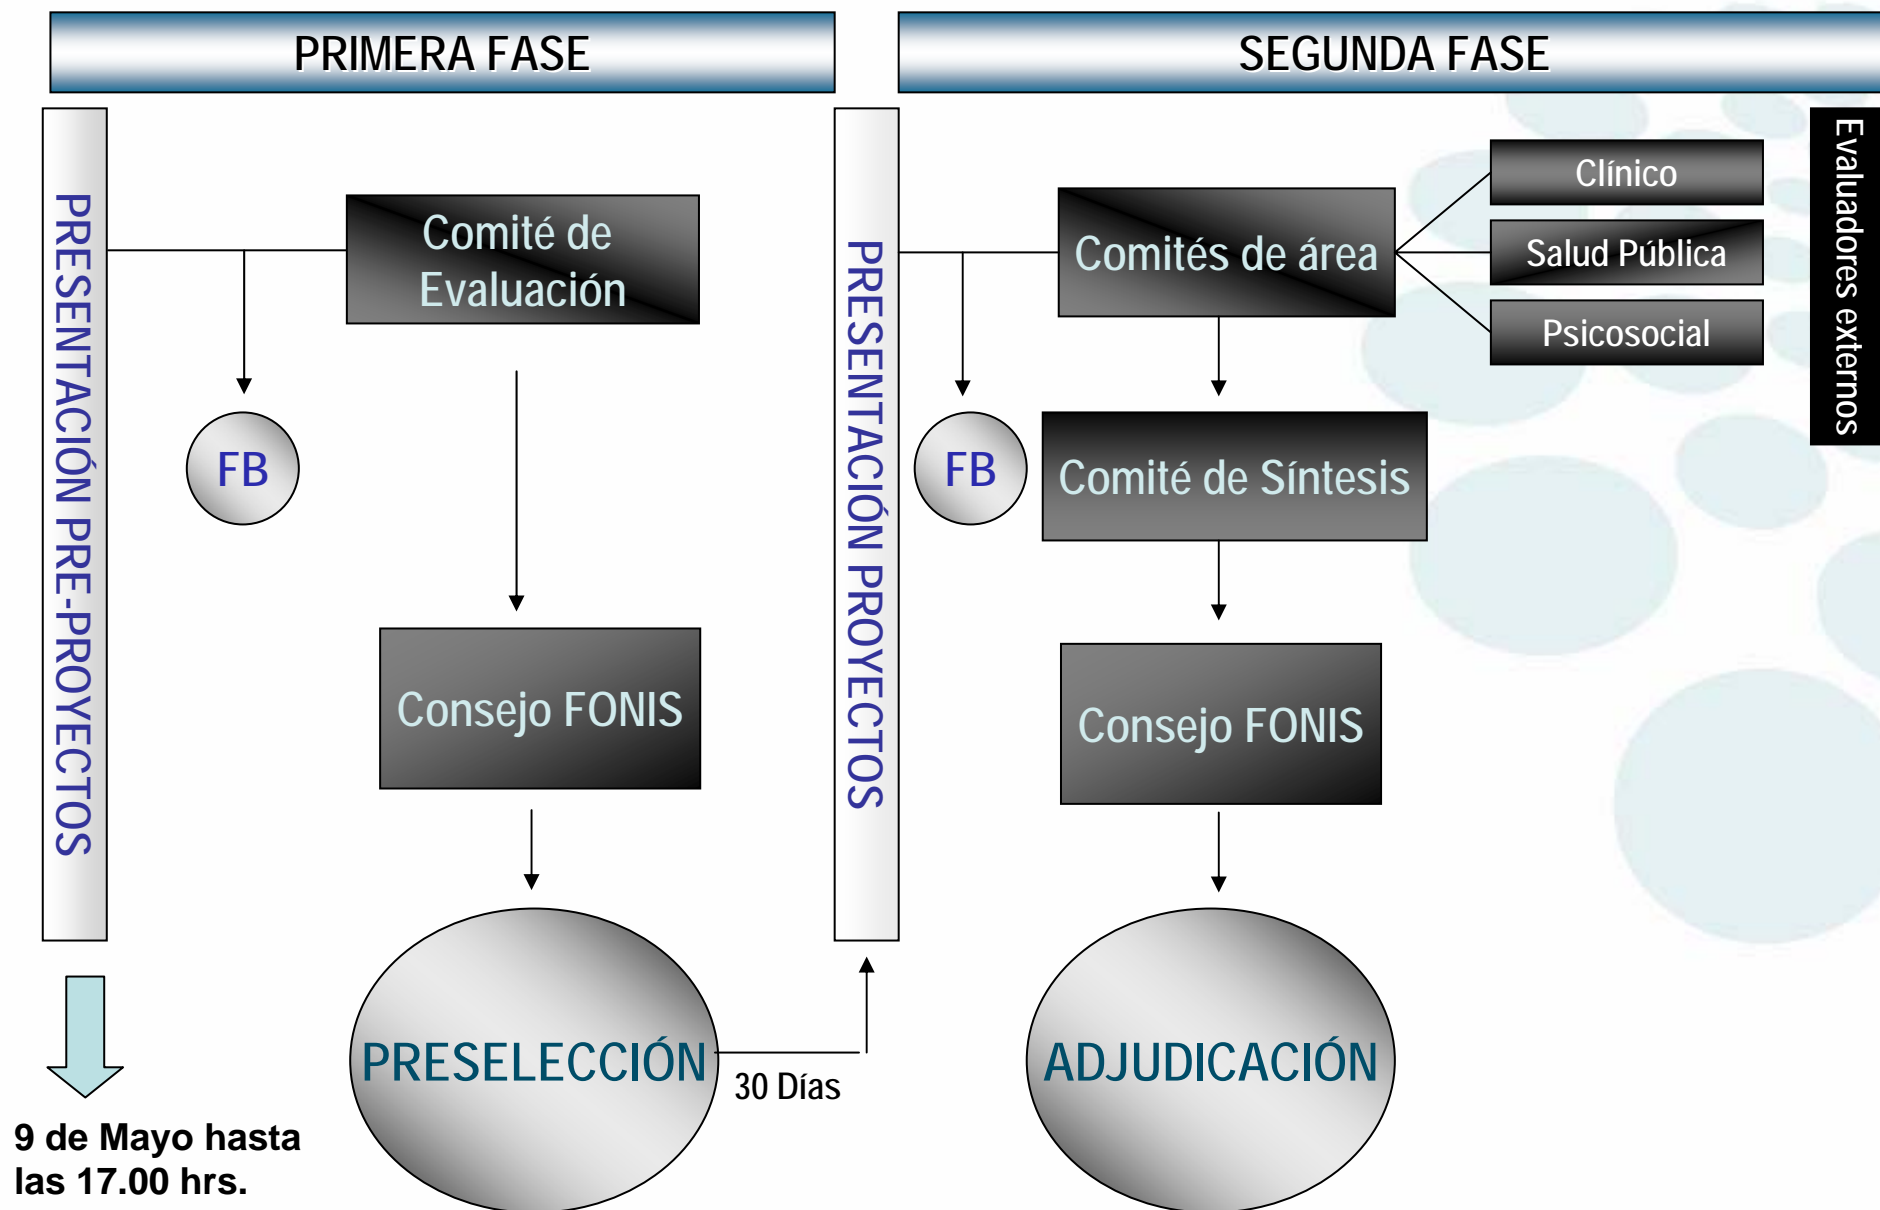 PRIMERA FASE
SEGUNDA FASE
PRESENTACIÓN PRE-PROYECTOS
Comité de
Evaluación
FB
Consejo FONIS
PRESELECCIÓN
30 Días
9 de Mayo hasta
las 17.00 hrs.
PRESENTACIÓN PROYECTOS
Comités de área
Clínico
Salud Pública
Psicosocial
Evaluadores externos
FB
Comité de Síntesis
Consejo FONIS
ADJUDICACIÓN